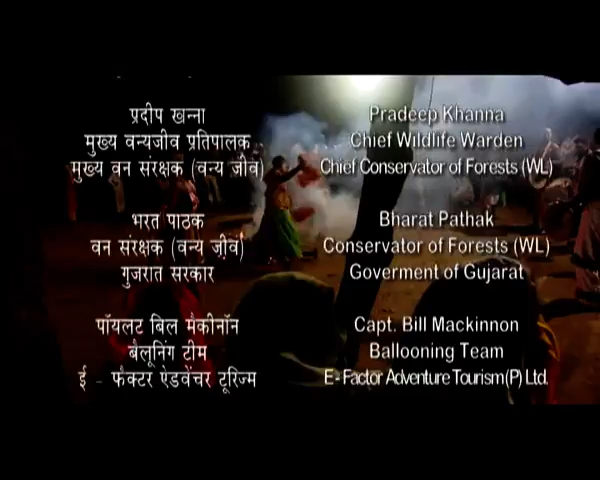 प्रदीप खन्ना
Pradeep Khanna
मुख्य वन्यजीव प्रतिपालक
Chief Wildlife Warden
मुख्य वन संरक्षक (वन्य जीव)
Chief Conservator of Forests (WL)
भरत पाठक
Bharat Pathak
वन संरक्षक (वन्य जीव)
Conservator of Forests (WL)
गुजरात सरकार
Goverment of Gujarat
पॉयलट बिल मैकीनॉन
Capt. Bill Mackinnon
बैलूनिंग टीम
Ballooning Team
ई - फैक्टर ऐडवेंचर टूरिज्म
E - Factor Adventure Tourism (P) Ltd.